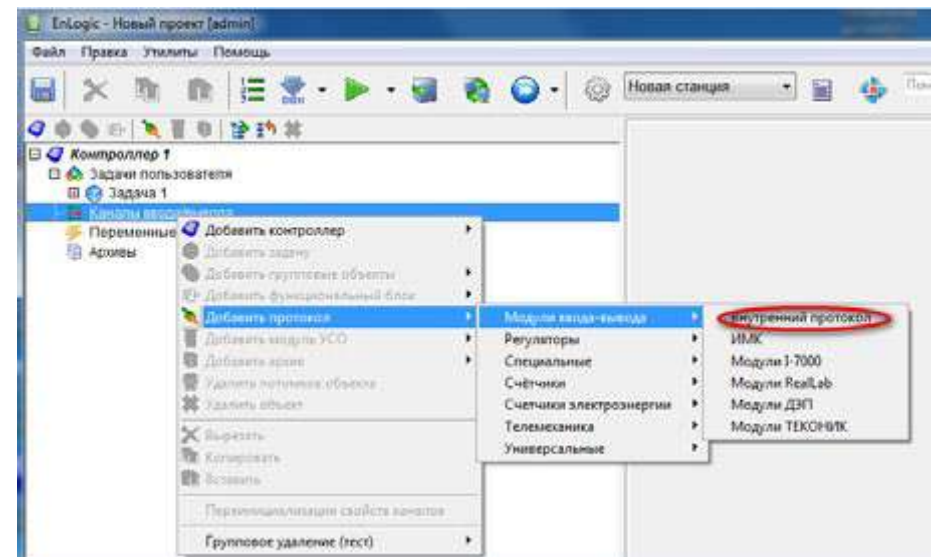 EnLogic - Новый проект [admin]
Файл Правка Утилиты Помощь
Новая станция
Контроллер 1
Задачи пользователя
Задача 1
Каналы ввода/вывода
Переменные
Архивы
Добавить контроллер
Добавить задачу
Добавить групповые объекты
Добавить функциональный блок
Добавить протокол
Добавить модуль УСО
Добавить архив
Удалить потомков объекта
Удалить объект
Вырезать
Копировать
Вставить
Переинициализация свойств каналов
Групповое удаление (тест)
Модули ввода-вывода
Регуляторы
Специальные
Счётчики
Счетчики электроэнергии
Телемеханика
Универсальные
Внутренний протокол
ИМК
Модули I-7000
Модули RealLab
Модули ДЭП
Модули ТЕКОНИК